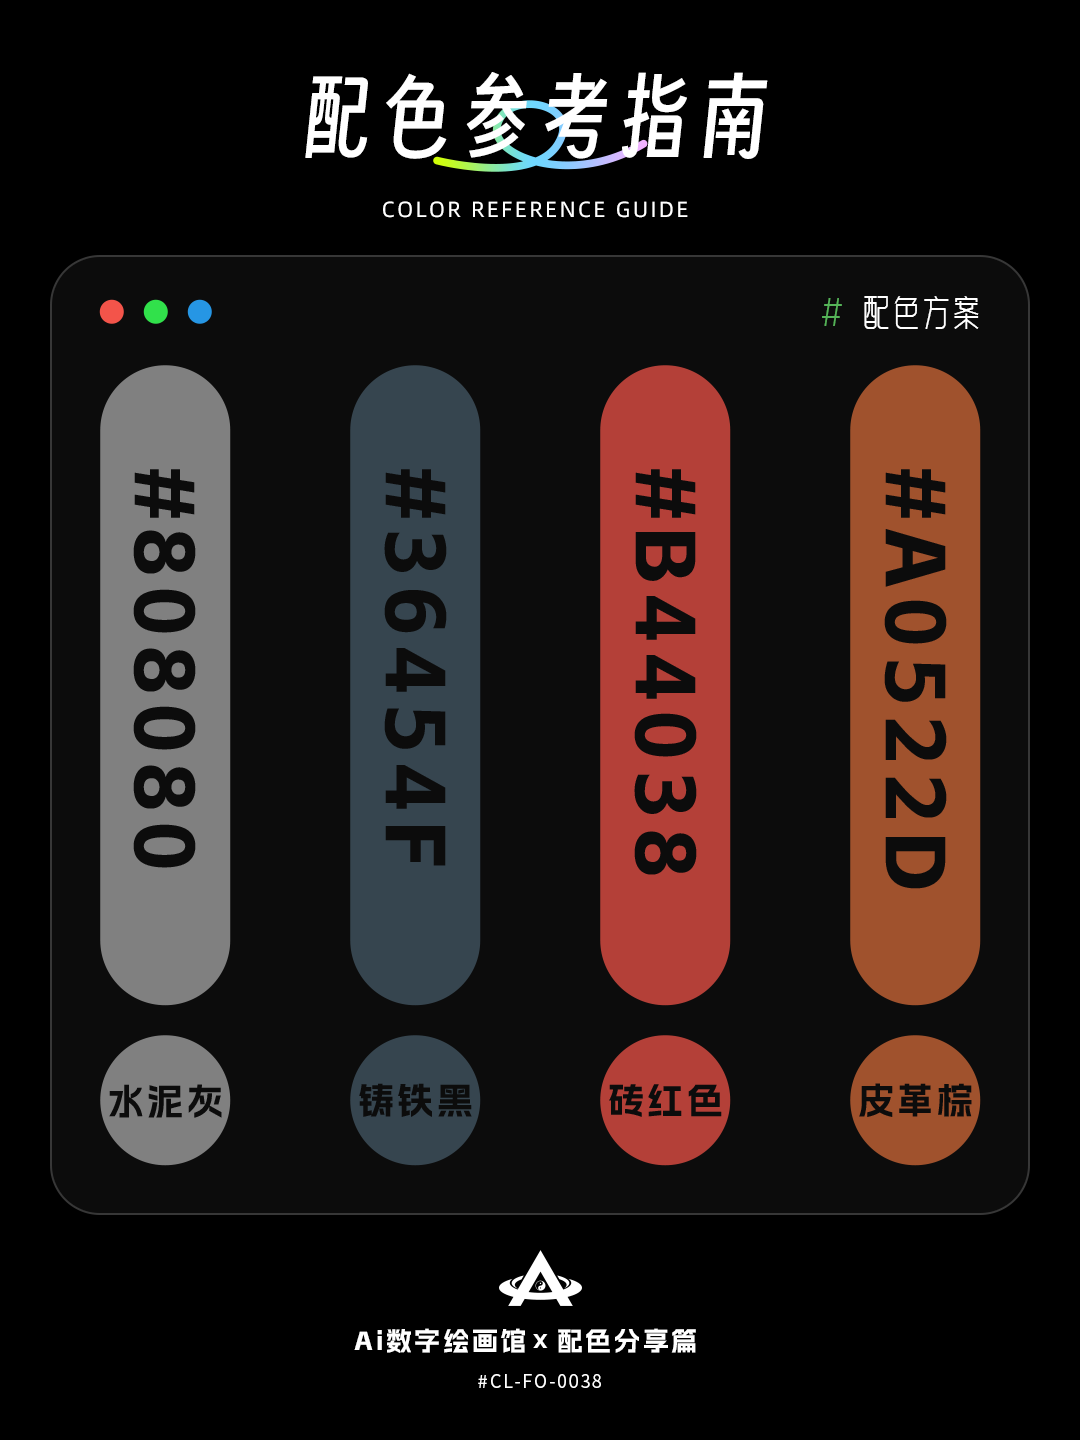 配色参考指南
COLOR REFERENCE GUIDE
# 配色方案
#808080
#36454F
#B44038
#A0522D
水泥灰
铸铁黑
砖红色
皮革棕
Ai数字绘画馆 x 配色分享篇
#CL-FO-0038